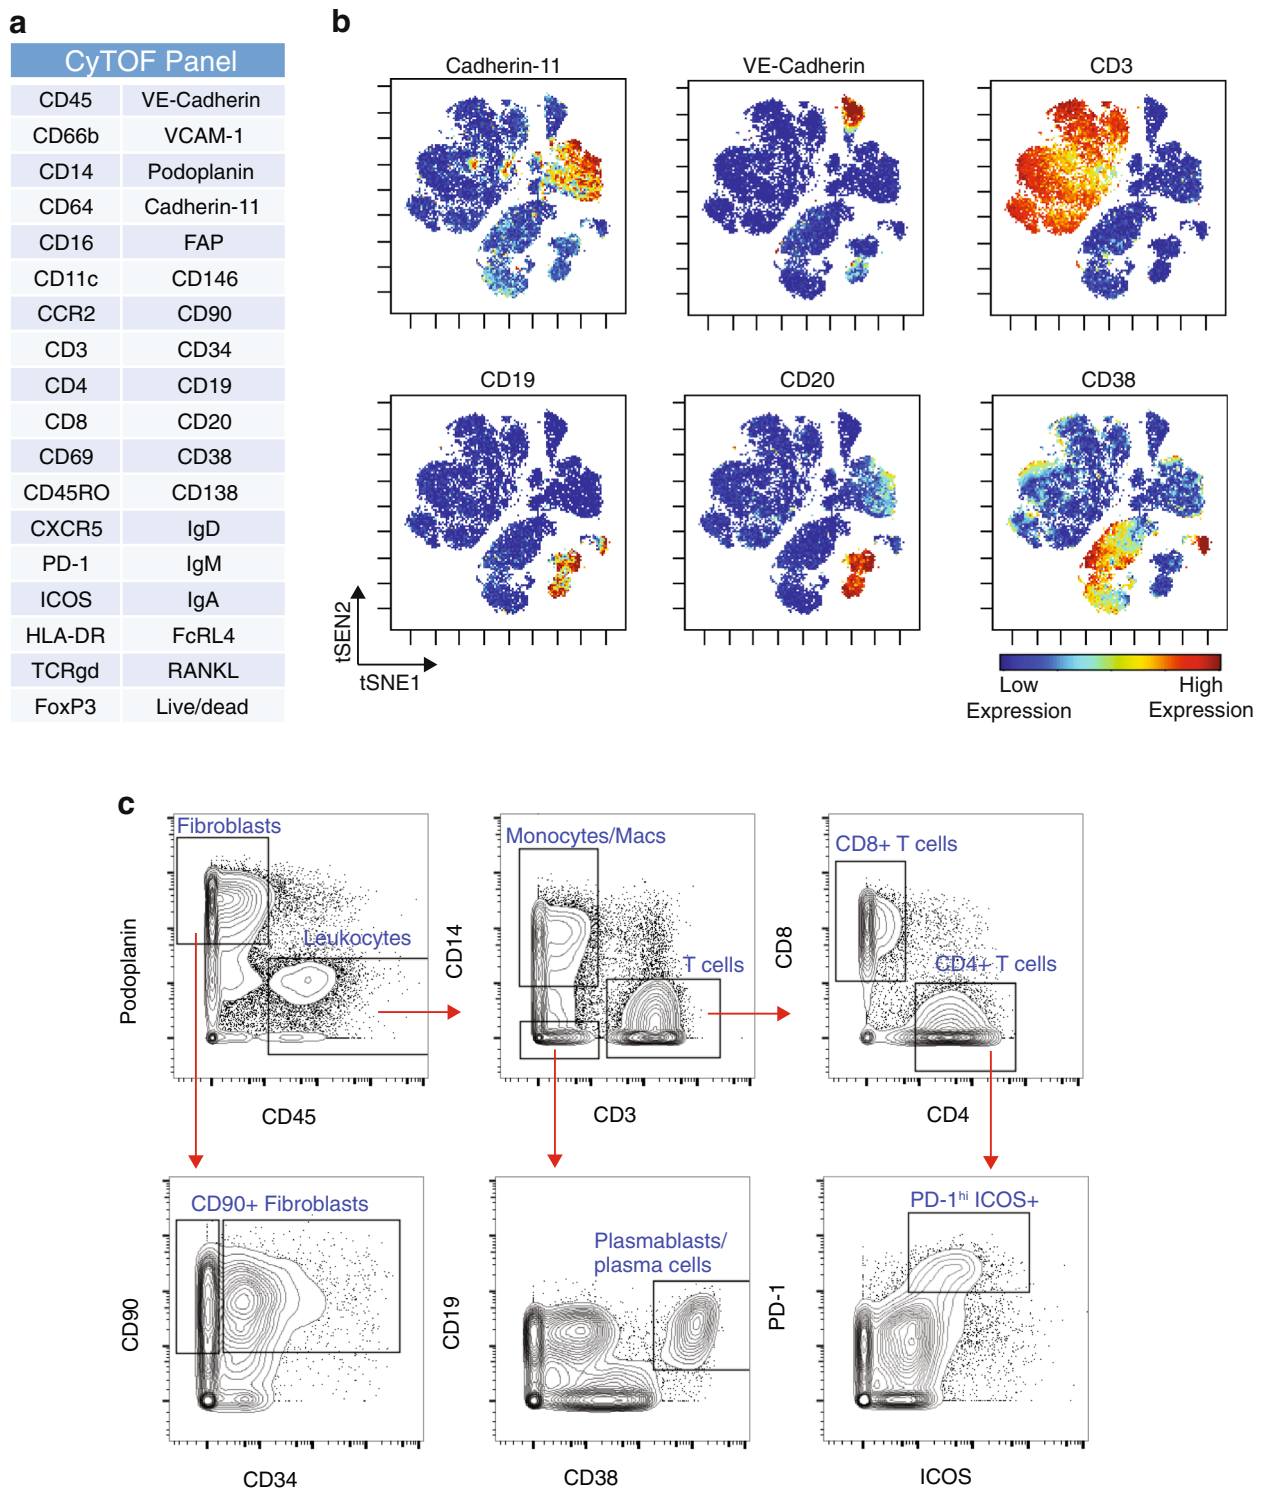 a
CyTOF Panel
CD45 VE-Cadherin
CD66b VCAM-1
CD14 Podoplanin
CD64 Cadherin-11
CD16 FAP
CD11c CD146
CCR2 CD90
CD3 CD34
CD4 CD19
CD8 CD20
CD69 CD38
CD45RO CD138
CXCR5 IgD
PD-1 IgM
ICOS IgA
HLA-DR FcRL4
TCRgd RANKL
FoxP3 Live/dead
b
Cadherin-11
VE-Cadherin
CD3
CD19
CD20
CD38
tSEN2
tSNE1
Low
Expression
High
Expression
c
Fibroblasts
Leukocytes
Podoplanin
CD45
Monocytes/Macs
T cells
CD14
CD3
CD8+ T cells
CD4+ T cells
CD8
CD4
CD90+ Fibroblasts
CD90
CD34
Plasmablasts/
plasma cells
CD19
CD38
PD-1hi ICOS+
PD-1
ICOS